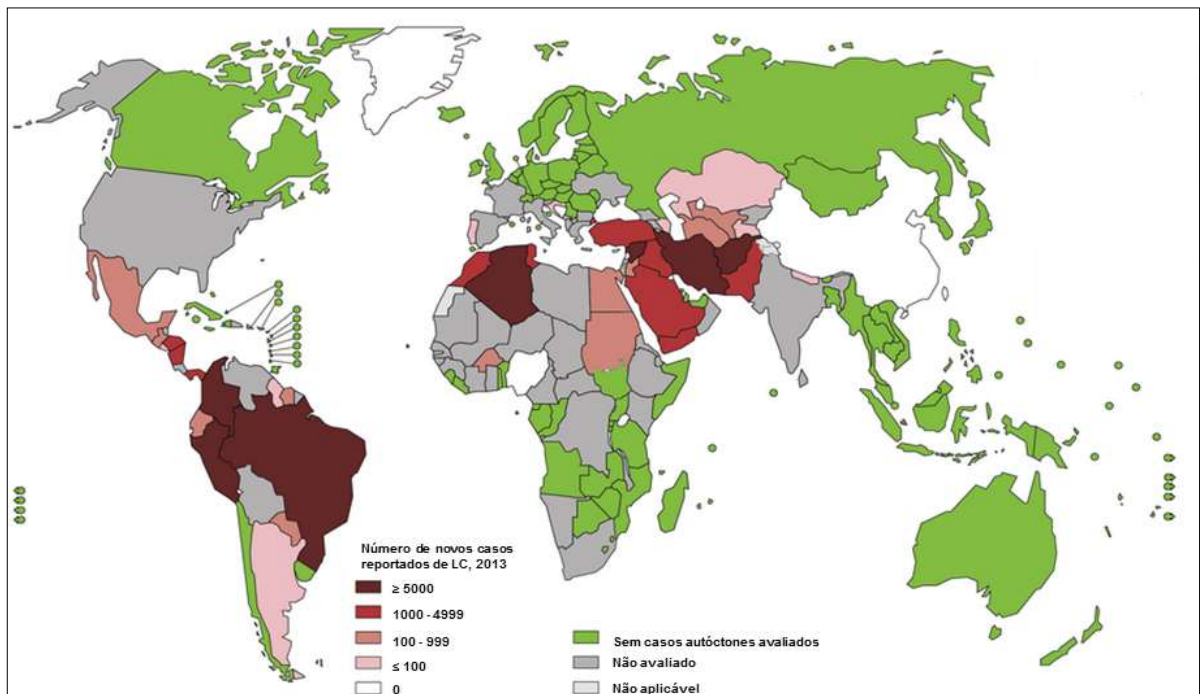 Número de novos casos
reportados de LC, 2013
≥ 5000
1000 - 4999
100 - 999
≤ 100
0
Sem casos autóctones avaliados
Não avaliado
Não aplicável